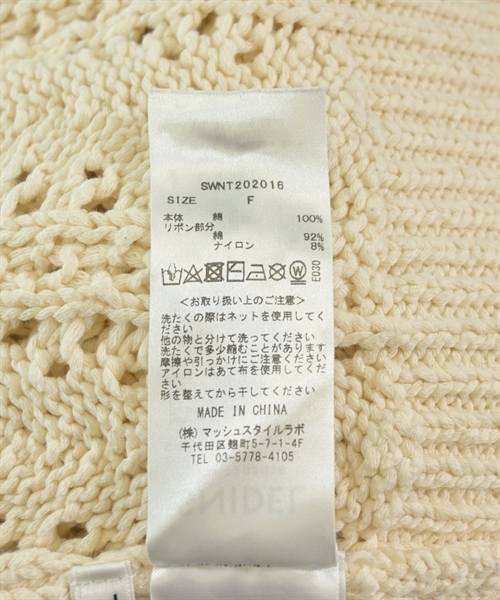 SWNT202016
SIZE F
本体 綿 100%
リボン部分
綿 92%
ナイロン 8%
E030
<お取り扱い上のご注意>
洗たくの際はネットを使用してく
ださい
他の物と分けて洗ってください
洗たくで多少縮むことがあります
摩擦や引っかけにご注意ください
アイロンはあて布を使用してくだ
さい
形を整えてから干してください
MADE IN CHINA
(株)マッシュスタイルラボ
千代田区麹町5-7-1-4F
TEL 03-5778-4105